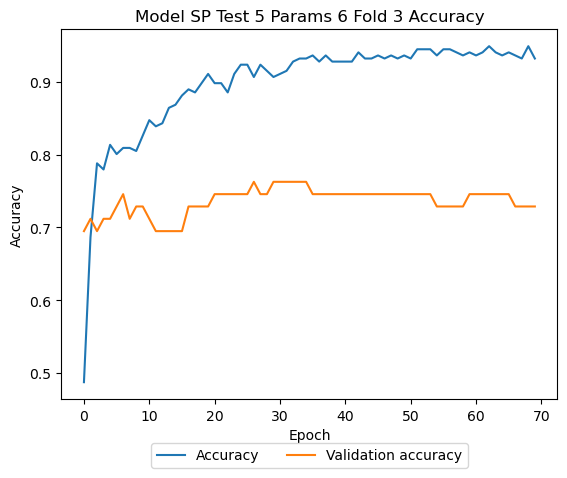 Model SP Test 5 Params 6 Fold 3 Accuracy
Accuracy
0.9
0.8
0.7
0.6
0.5
0 10 20 30 40 50 60 70
Epoch
Accuracy Validation accuracy